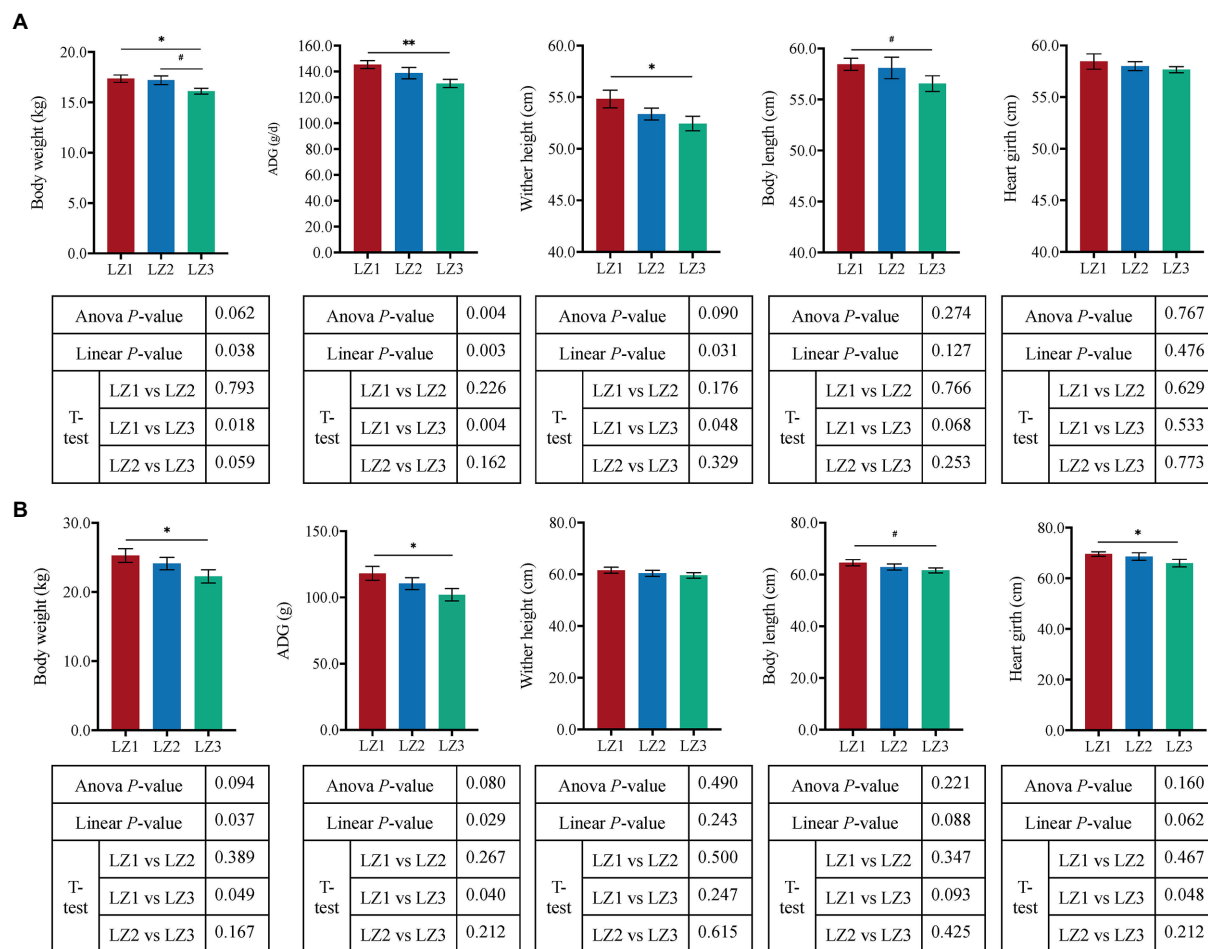 A
* # ** * #
20.0 15.0 10.0 5.0 0.0
Body weight (kg)
LZ1 LZ2 LZ3
160.0 140.0 120.0 100.0 80.0 60.0 40.0 20.0 0.0
ADG (g/d)
LZ1 LZ2 LZ3
60.0 55.0 50.0 45.0 40.0
Wither height (cm)
LZ1 LZ2 LZ3
60.0 55.0 50.0 45.0 40.0
Body length (cm)
LZ1 LZ2 LZ3
60.0 55.0 50.0 45.0 40.0
Heart girth (cm)
LZ1 LZ2 LZ3
Anova P-value 0.062
Linear P-value 0.038
T-test
LZ1 vs LZ2 0.793
LZ1 vs LZ3 0.018
LZ2 vs LZ3 0.059
Anova P-value 0.004
Linear P-value 0.003
T-test
LZ1 vs LZ2 0.226
LZ1 vs LZ3 0.004
LZ2 vs LZ3 0.162
Anova P-value 0.090
Linear P-value 0.031
T-test
LZ1 vs LZ2 0.176
LZ1 vs LZ3 0.048
LZ2 vs LZ3 0.329
Anova P-value 0.274
Linear P-value 0.127
T-test
LZ1 vs LZ2 0.766
LZ1 vs LZ3 0.068
LZ2 vs LZ3 0.253
Anova P-value 0.767
Linear P-value 0.476
T-test
LZ1 vs LZ2 0.629
LZ1 vs LZ3 0.533
LZ2 vs LZ3 0.773
B
* * # *
30.0 20.0 10.0 0.0
Body weight (kg)
LZ1 LZ2 LZ3
150.0 100.0 50.0 0.0
ADG (g)
LZ1 LZ2 LZ3
80.0 60.0 40.0 20.0 0.0
Wither height (cm)
LZ1 LZ2 LZ3
80.0 60.0 40.0 20.0 0.0
Body length (cm)
LZ1 LZ2 LZ3
80.0 60.0 40.0 20.0 0.0
Heart girth (cm)
LZ1 LZ2 LZ3
Anova P-value 0.094
Linear P-value 0.037
T-test
LZ1 vs LZ2 0.389
LZ1 vs LZ3 0.049
LZ2 vs LZ3 0.167
Anova P-value 0.080
Linear P-value 0.029
T-test
LZ1 vs LZ2 0.267
LZ1 vs LZ3 0.040
LZ2 vs LZ3 0.212
Anova P-value 0.490
Linear P-value 0.243
T-test
LZ1 vs LZ2 0.500
LZ1 vs LZ3 0.247
LZ2 vs LZ3 0.615
Anova P-value 0.221
Linear P-value 0.088
T-test
LZ1 vs LZ2 0.347
LZ1 vs LZ3 0.093
LZ2 vs LZ3 0.425
Anova P-value 0.160
Linear P-value 0.062
T-test
LZ1 vs LZ2 0.467
LZ1 vs LZ3 0.048
LZ2 vs LZ3 0.212